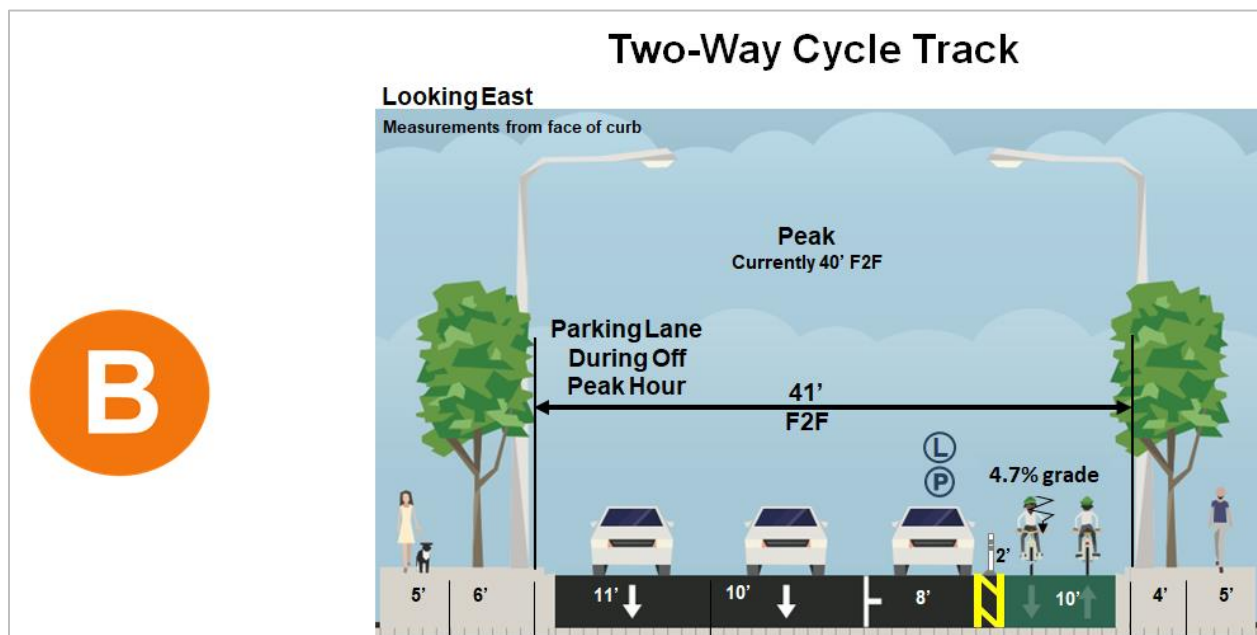 Two-Way Cycle Track
Looking East
Measurements from face of curb
Peak
Currently 40’ F2F
B
Parking Lane
During Off
Peak Hour
41’
F2F
L
P
4.7% grade
2’
5’ 6’ 11’ 10’ 8’ 10’ 4’ 5’